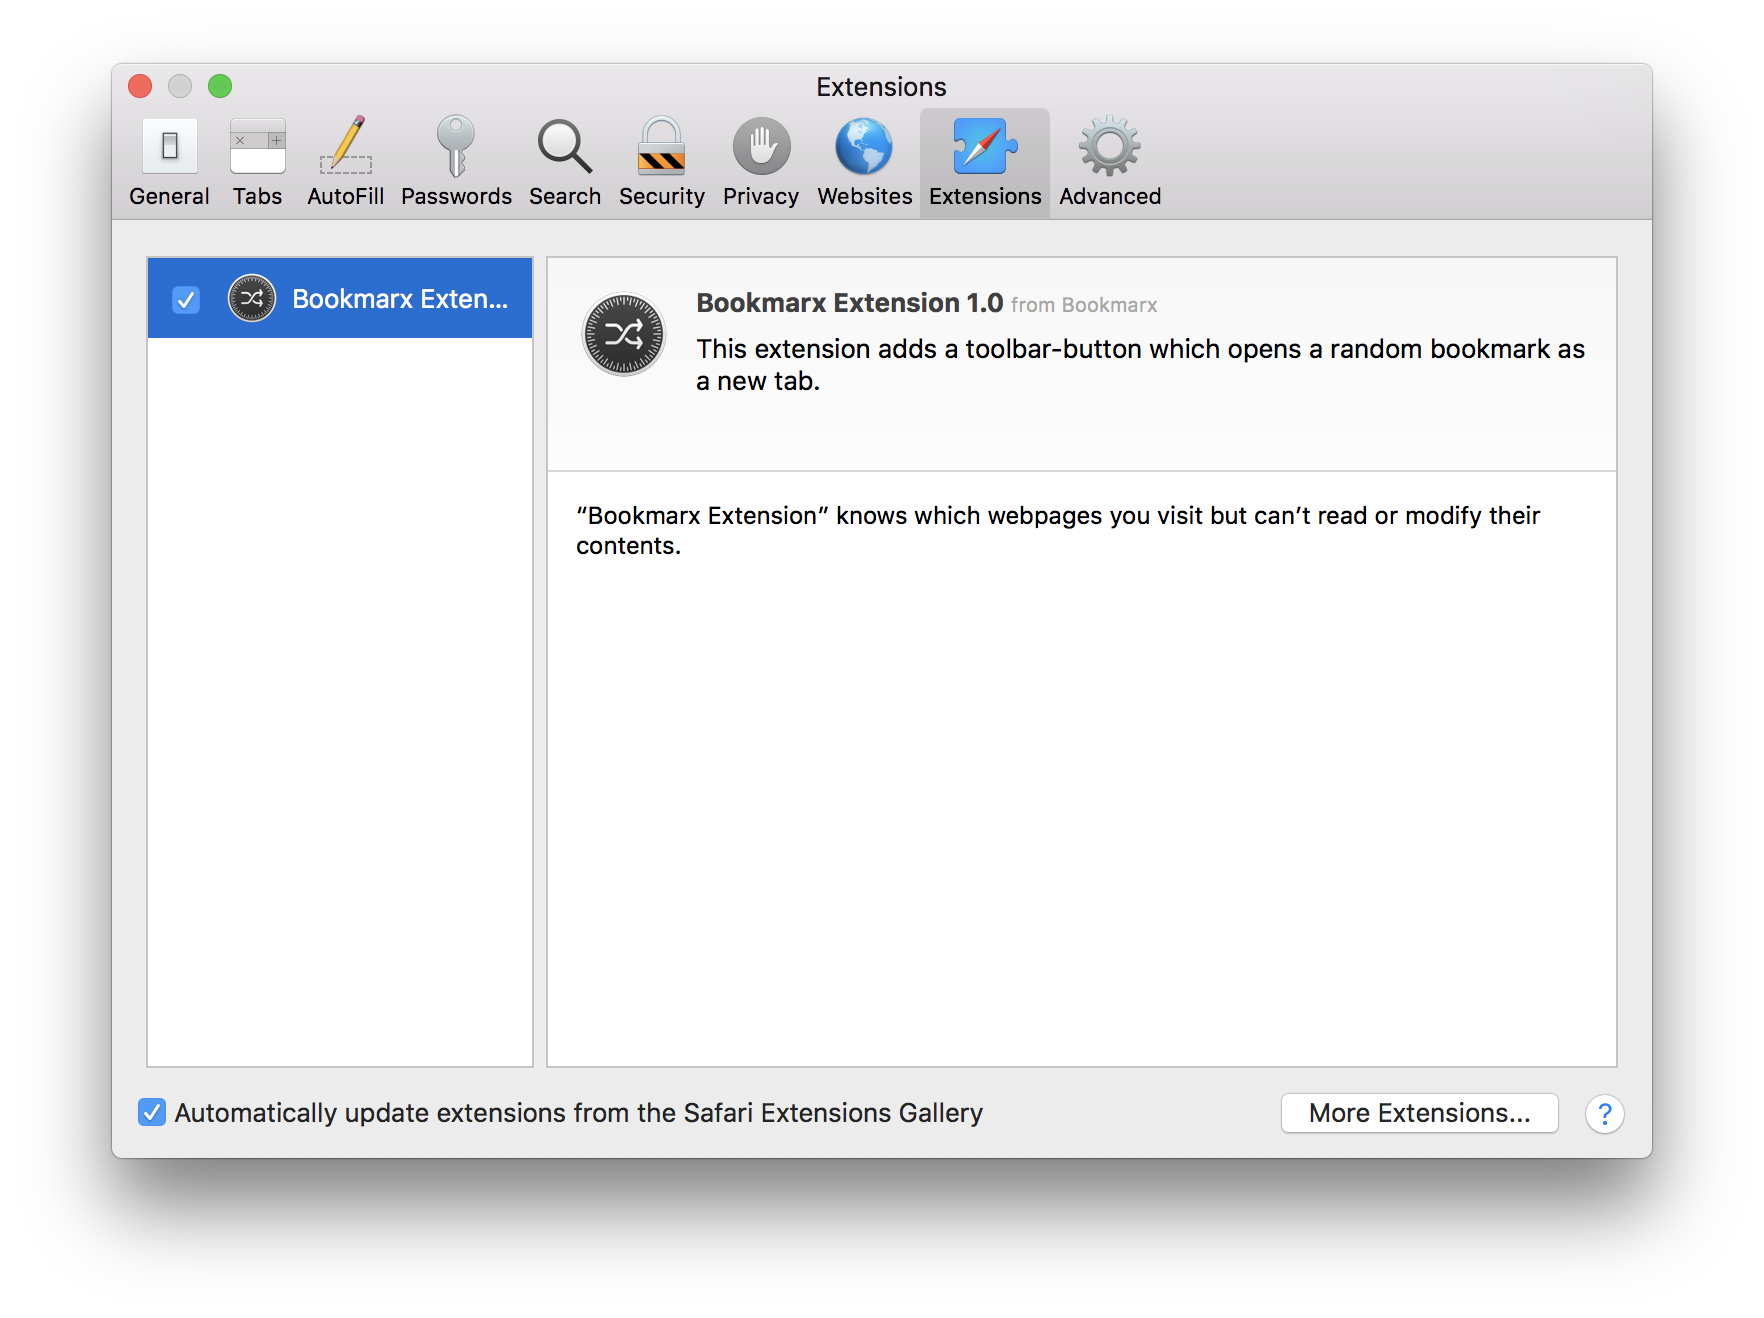 Extensions
General Tabs AutoFill Passwords Search Security Privacy Websites Extensions Advanced
Bookmarx Exten...
Bookmarx Extension 1.0 from Bookmarx
This extension adds a toolbar-button which opens a random bookmark as
a new tab.
“Bookmarx Extension” knows which webpages you visit but can’t read or modify their
contents.
Automatically update extensions from the Safari Extensions Gallery
More Extensions...
?